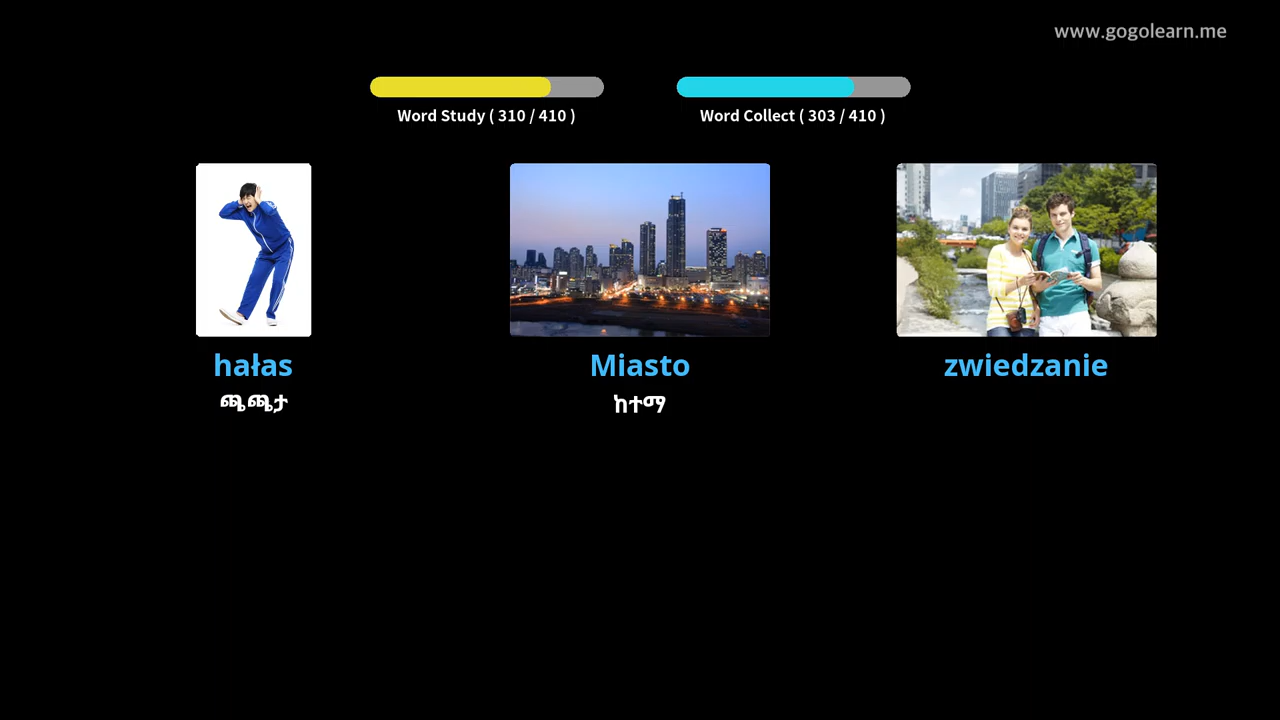 www.gogolearn.me
Word Study ( 310 / 410 )
Word Collect ( 303 / 410 )
hałas
ጫጫታ
Miasto
ከተማ
zwiedzanie